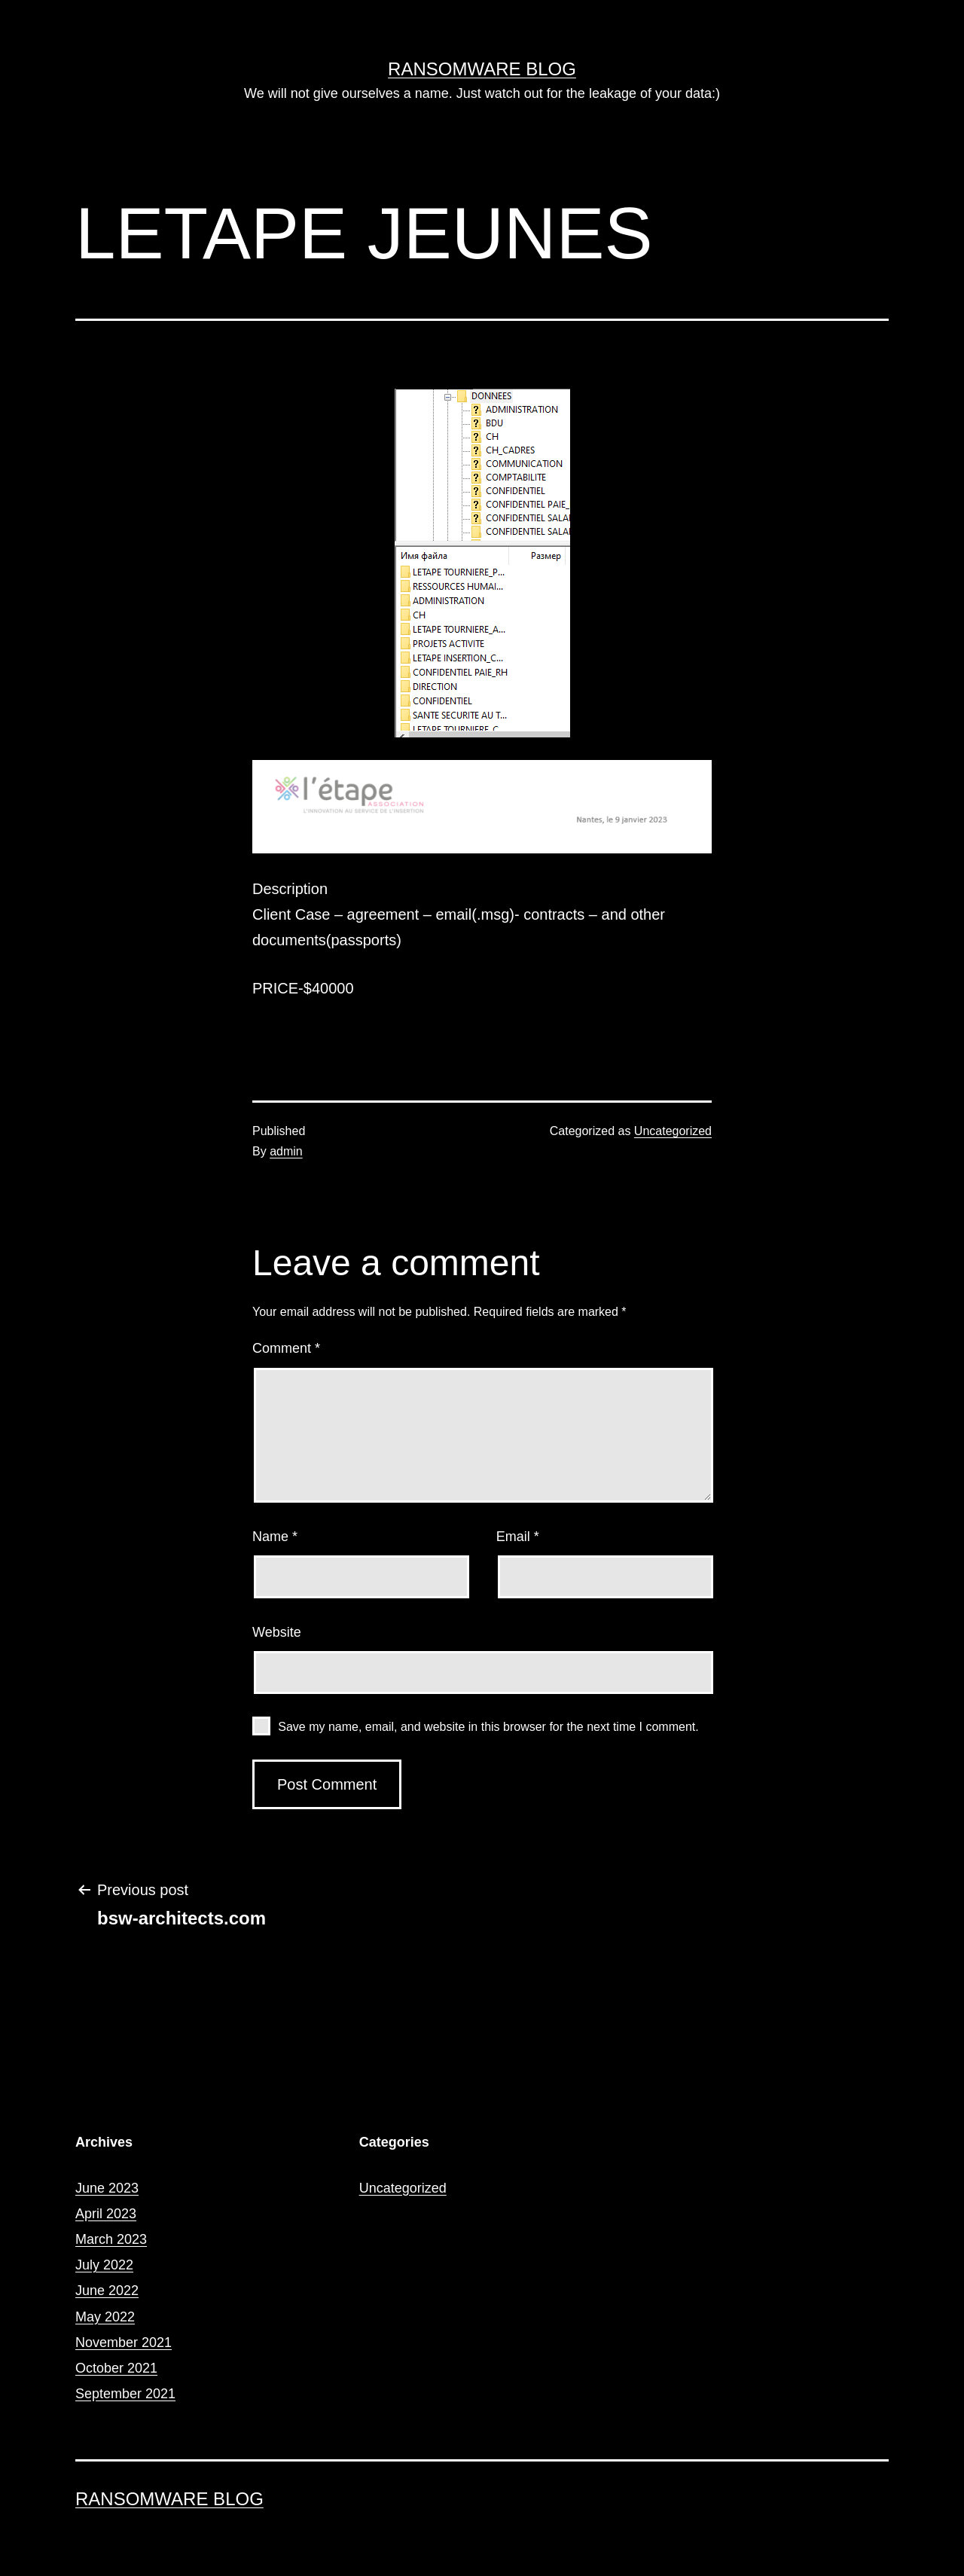 RANSOMWARE BLOG
We will not give ourselves a name. Just watch out for the leakage of your data:)
LETAPE JEUNES
DONNEES
ADMINISTRATION
BDU
CH
CH_CADRES
COMMUNICATION
COMPTABILITE
CONFIDENTIEL
CONFIDENTIEL PAIE_
CONFIDENTIEL SALA
CONFIDENTIEL SALA
Имя файла Размер
LETAPE TOURNIERE_P...
RESSOURCES HUMAI...
ADMINISTRATION
CH
LETAPE TOURNIERE_A...
PROJETS ACTIVITE
LETAPE INSERTION_C...
CONFIDENTIEL PAIE_RH
DIRECTION
CONFIDENTIEL
SANTE SECURITE AU T...
LETAPE TOURNIERE_C
l'étape
ASSOCIATION
L'INNOVATION AU SERVICE DE L'INSERTION
Nantes, le 9 janvier 2023
Description
Client Case – agreement – email(.msg)- contracts – and other
documents(passports)
PRICE-$40000
Published
By admin
Categorized as Uncategorized
Leave a comment
Your email address will not be published. Required fields are marked *
Comment *
Name * Email *
Website
Save my name, email, and website in this browser for the next time I comment.
Post Comment
← Previous post
bsw-architects.com
Archives
June 2023
April 2023
March 2023
July 2022
June 2022
May 2022
November 2021
October 2021
September 2021
Categories
Uncategorized
RANSOMWARE BLOG